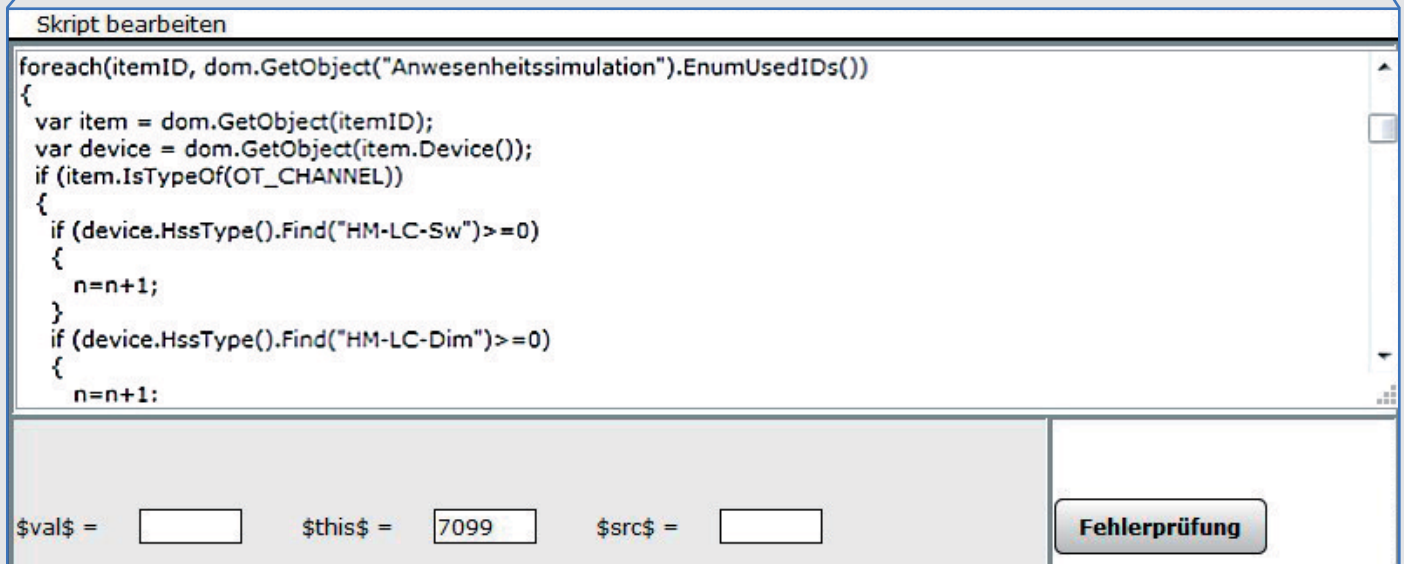 Skript bearbeiten
foreach(itemID, dom.GetObject("Anwesenheitssimulation").EnumUsedIDs())
{
var item = dom.GetObject(itemID);
var device = dom.GetObject(item.Device());
if (item.IsTypeOf(OT_CHANNEL))
{
if (device.HssType().Find("HM-LC-Sw")>=0)
{
n=n+1;
}
if (device.HssType().Find("HM-LC-Dim")>=0)
{
n=n+1;
$val$ = $this$ = 7099 $src$ = Fehlerprüfung